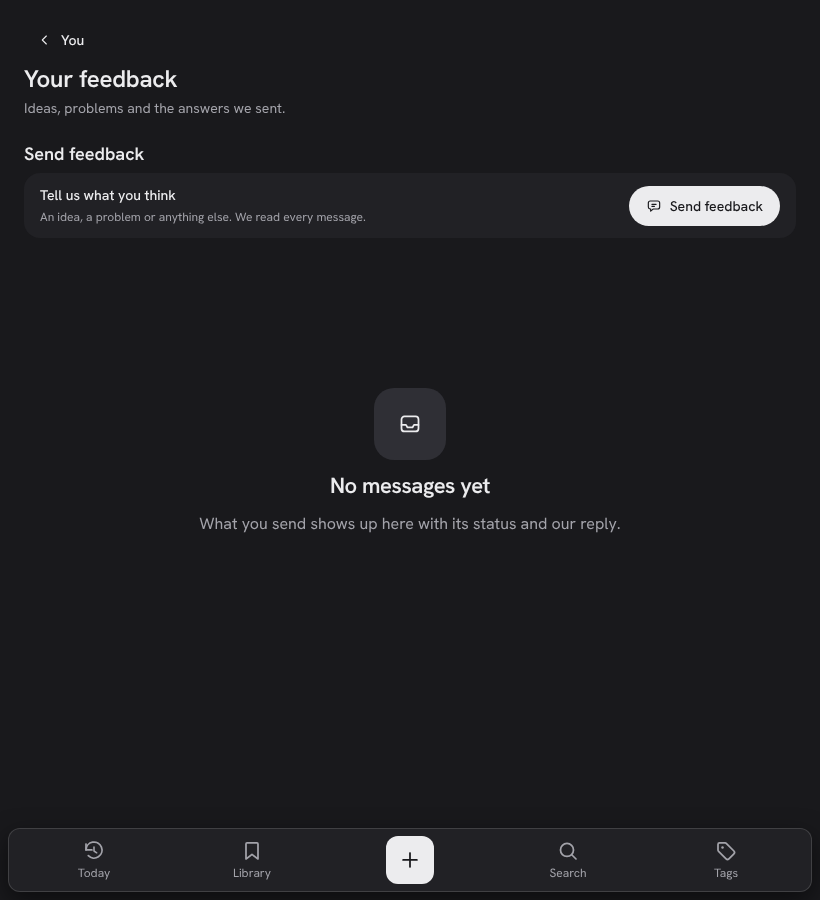 You
Your feedback
Ideas, problems and the answers we sent.
Send feedback
Tell us what you think
An idea, a problem or anything else. We read every message.
Send feedback
No messages yet
What you send shows up here with its status and our reply.
Today
Library
Search
Tags